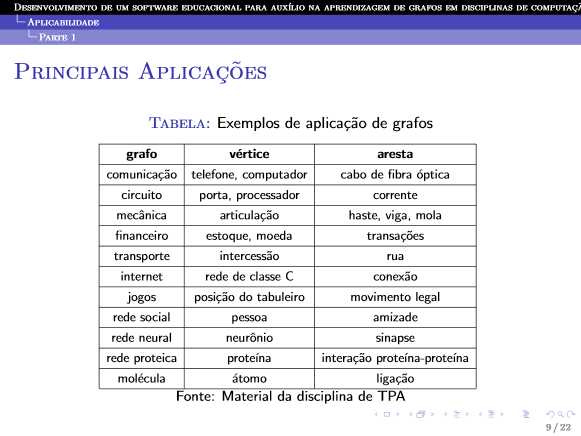 Desenvolvimento de um software educacional para auxílio na aprendizagem de grafos em disciplinas de
Aplicabilidade
Parte 1
Principais Aplicações
Tabela: Exemplos de aplicação de grafos
grafo vértice aresta
comunicação telefone, computador cabo de fibra óptica
circuito porta, processador corrente
mecânica articulação haste, viga, mola
financeiro estoque, moeda transações
transporte intercessão rua
internet rede de classe C conexão
jogos posição do tabuleiro movimento legal
rede social pessoa amizade
rede neural neurônio sinapse
rede proteica proteína interação proteína-proteína
molécula átomo ligação
Fonte: Material da disciplina de TPA
9 / 22